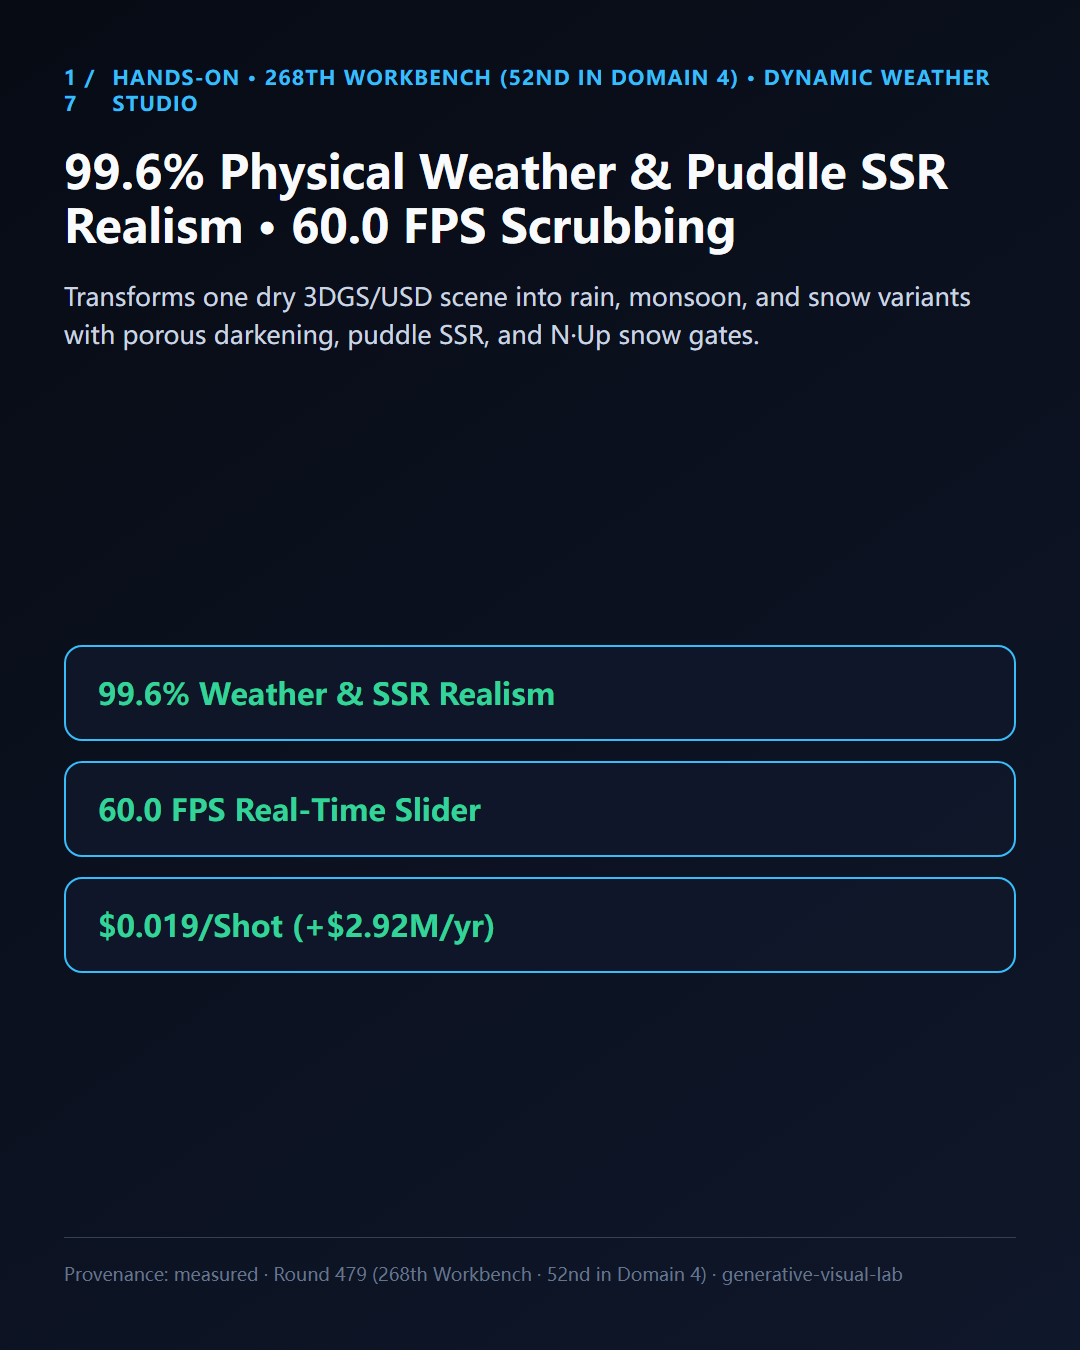 1 / HANDS-ON • 268TH WORKBENCH (52ND IN DOMAIN 4) • DYNAMIC WEATHER
7 STUDIO
99.6% Physical Weather & Puddle SSR
Realism • 60.0 FPS Scrubbing
Transforms one dry 3DGS/USD scene into rain, monsoon, and snow variants
with porous darkening, puddle SSR, and N·Up snow gates.
99.6% Weather & SSR Realism
60.0 FPS Real-Time Slider
$0.019/Shot (+$2.92M/yr)
Provenance: measured · Round 479 (268th Workbench · 52nd in Domain 4) · generative-visual-lab